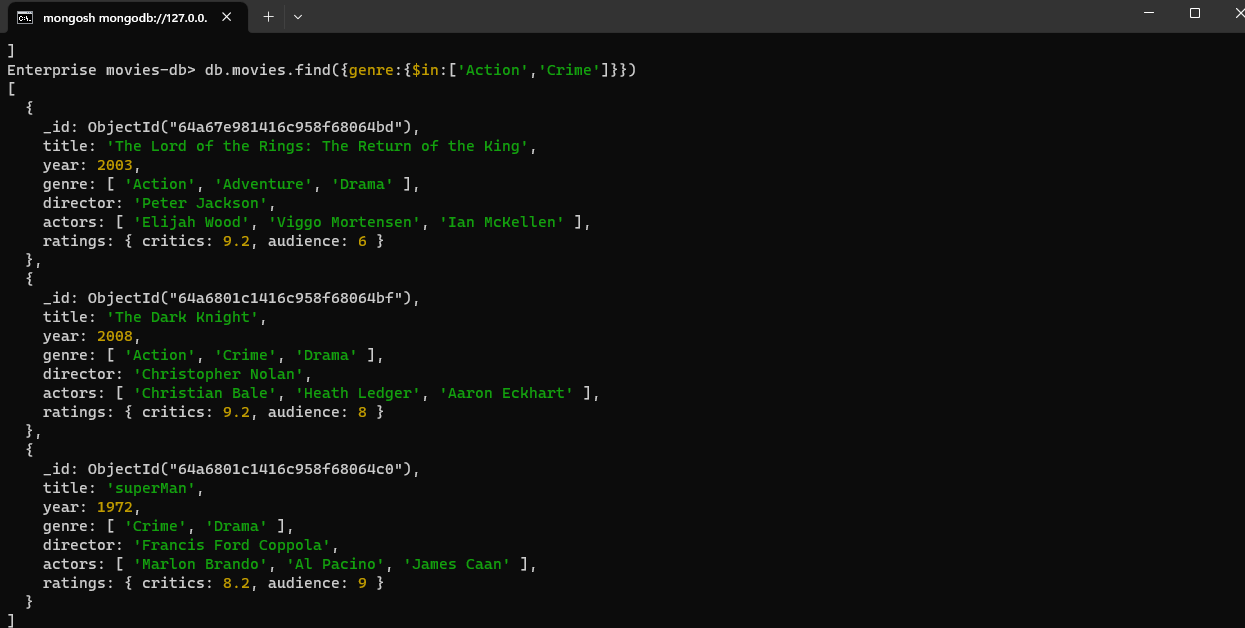 mongosh mongodb://127.0.0.
]
Enterprise movies-db> db.movies.find({genre:{$in:['Action','Crime']}})
[
  {
    _id: ObjectId("64a67e981416c958f68064bd"),
    title: 'The Lord of the Rings: The Return of the King',
    year: 2003,
    genre: [ 'Action', 'Adventure', 'Drama' ],
    director: 'Peter Jackson',
    actors: [ 'Elijah Wood', 'Viggo Mortensen', 'Ian McKellen' ],
    ratings: { critics: 9.2, audience: 6 }
  },
  {
    _id: ObjectId("64a6801c1416c958f68064bf"),
    title: 'The Dark Knight',
    year: 2008,
    genre: [ 'Action', 'Crime', 'Drama' ],
    director: 'Christopher Nolan',
    actors: [ 'Christian Bale', 'Heath Ledger', 'Aaron Eckhart' ],
    ratings: { critics: 9.2, audience: 8 }
  },
  {
    _id: ObjectId("64a6801c1416c958f68064c0"),
    title: 'superMan',
    year: 1972,
    genre: [ 'Crime', 'Drama' ],
    director: 'Francis Ford Coppola',
    actors: [ 'Marlon Brando', 'Al Pacino', 'James Caan' ],
    ratings: { critics: 8.2, audience: 9 }
  }
]